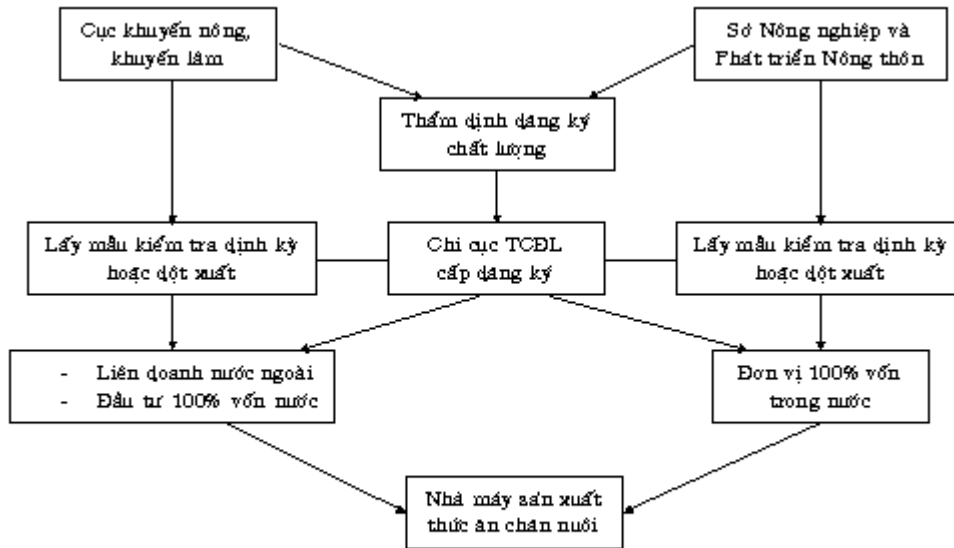 Cục khuyến nông,
khuyến lâm
Sở Nông nghiệp và
Phát triển Nông thôn
Thẩm định đăng ký
chất lượng
Lấy mẫu kiểm tra định kỳ
hoặc đột xuất
Chi cục TCĐL
cấp đăng ký
Lấy mẫu kiểm tra định kỳ
hoặc đột xuất
- Liên doanh nước ngoài
- Đầu tư 100% vốn nước
Đơn vị 100% vốn
trong nước
Nhà máy sản xuất
thức ăn chăn nuôi